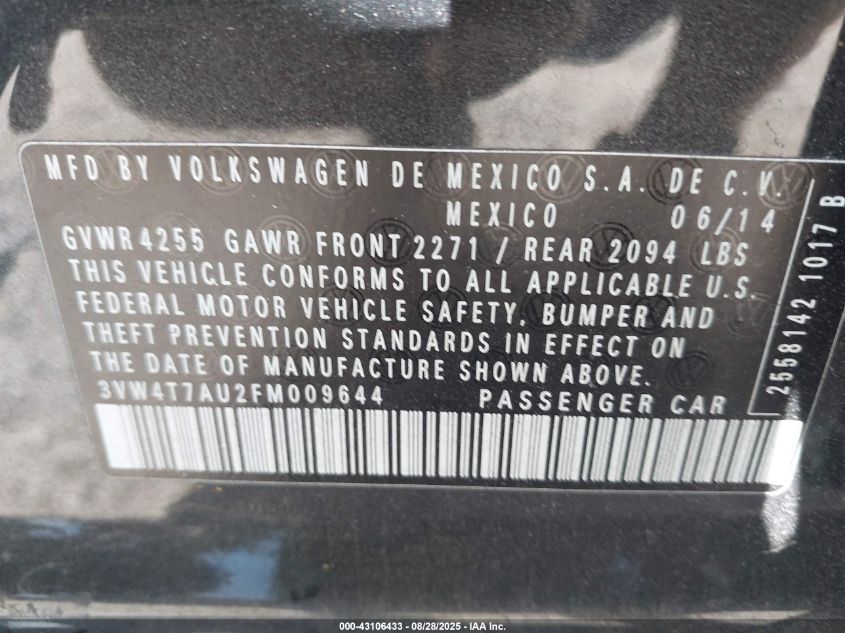 MFD BY VOLKSWAGEN DE MEXICO S.A. DE C.V.
MEXICO 06/14
GVWR 4255 GAWR FRONT 2271 / REAR 2094 LBS
THIS VEHICLE CONFORMS TO ALL APPLICABLE U.S.
FEDERAL MOTOR VEHICLE SAFETY, BUMPER AND
THEFT PREVENTION STANDARDS IN EFFECT ON
THE DATE OF MANUFACTURE SHOWN ABOVE.
3VW4T7AU2FM009644 PASSENGER CAR
2558142 1017 B
000-43106433 - 08/28/2025 - IAA Inc.